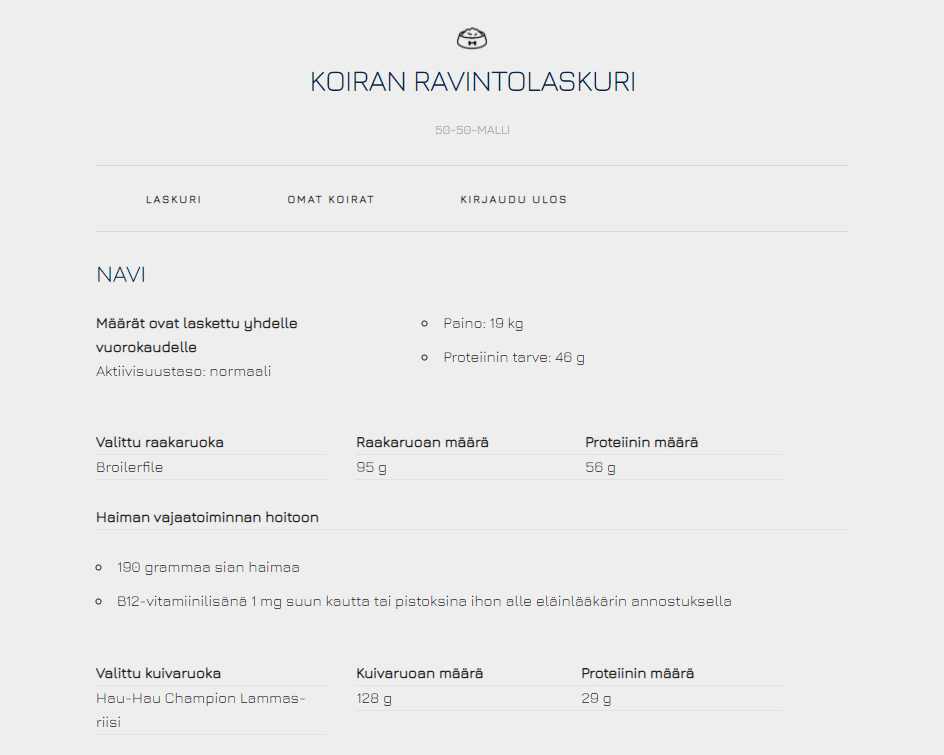 KOIRAN RAVINTOLASKURI
50-50-MALLI
LASKURI OMAT KOIRAT KIRJAUDU ULOS
NAVI
Määrät ovat laskettu yhdelle
vuorokaudelle
Aktiivisuustaso: normaali
Paino: 19 kg
Proteiinin tarve: 46 g
Valittu raakaruoka Raakaruoan määrä Proteiinin määrä
Broilerfile 95 g 56 g
Haiman vajaatoiminnan hoitoon
190 grammaa sian haimaa
B12-vitamiinilisänä 1 mg suun kautta tai pistoksina ihon alle eläinlääkärin annostuksella
Valittu kuivaruoka Kuivaruoan määrä Proteiinin määrä
Hau-Hau Champion Lammas- 128 g 29 g
riisi